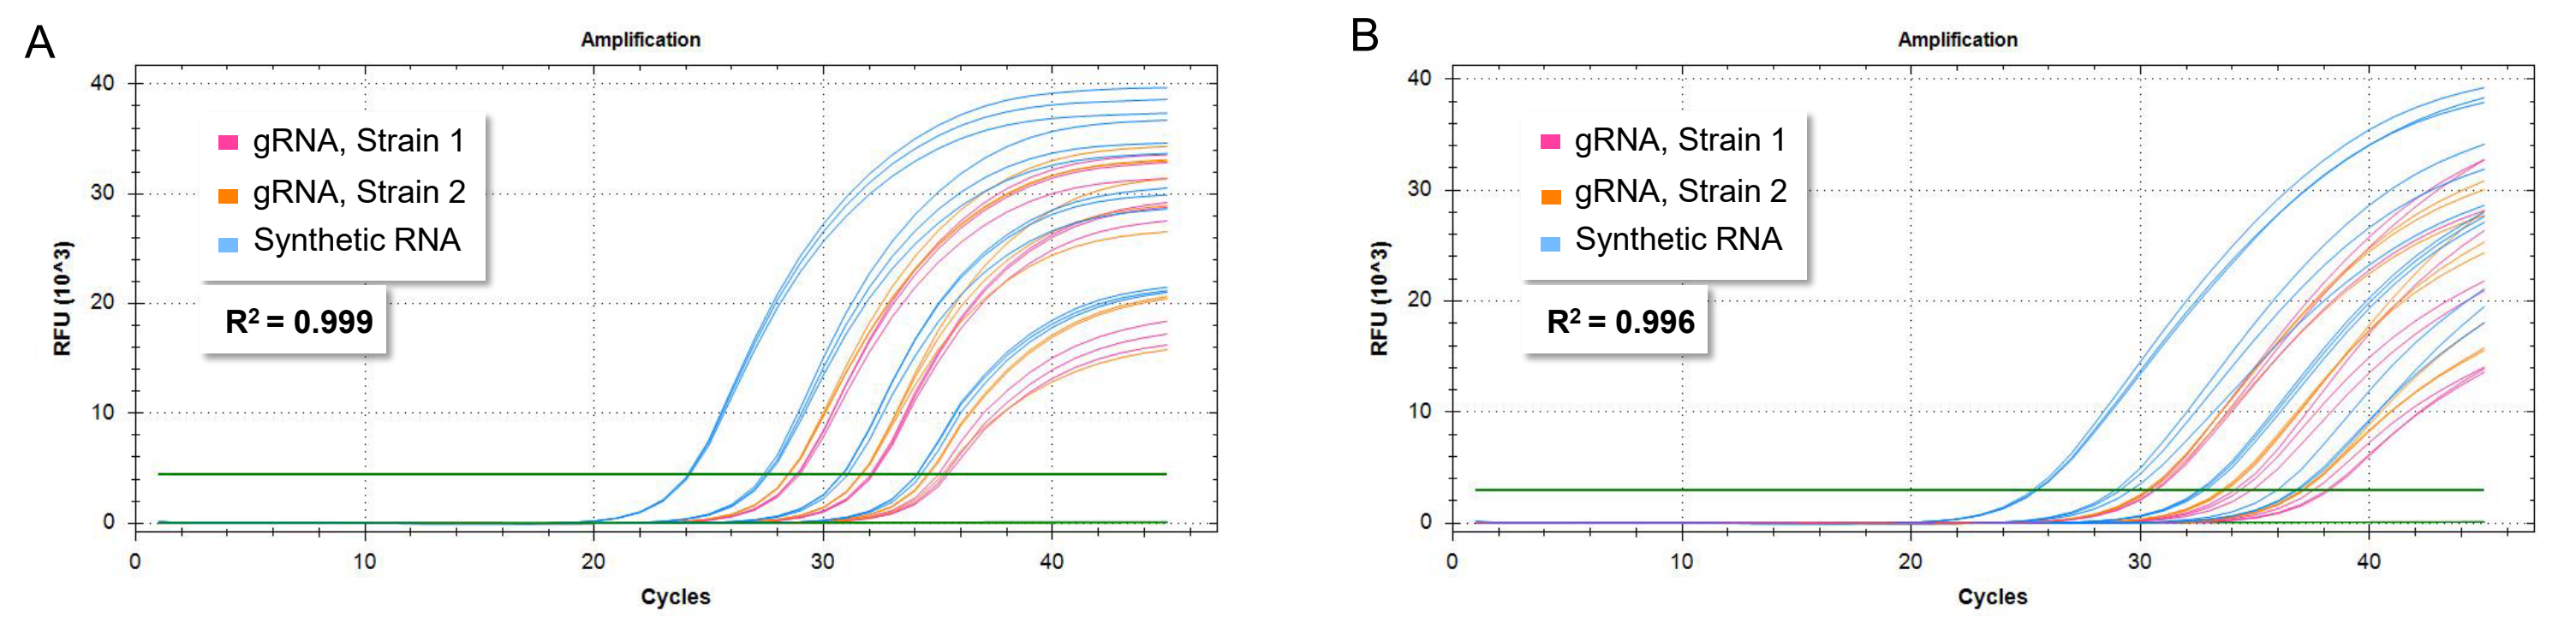 A
Amplification
40
30
20
10
0
RFU (10^3)
gRNA, Strain 1
gRNA, Strain 2
Synthetic RNA
R² = 0.999
0 10 20 30 40
Cycles
B
Amplification
40
30
20
10
0
RFU (10^3)
gRNA, Strain 1
gRNA, Strain 2
Synthetic RNA
R² = 0.996
0 10 20 30 40
Cycles